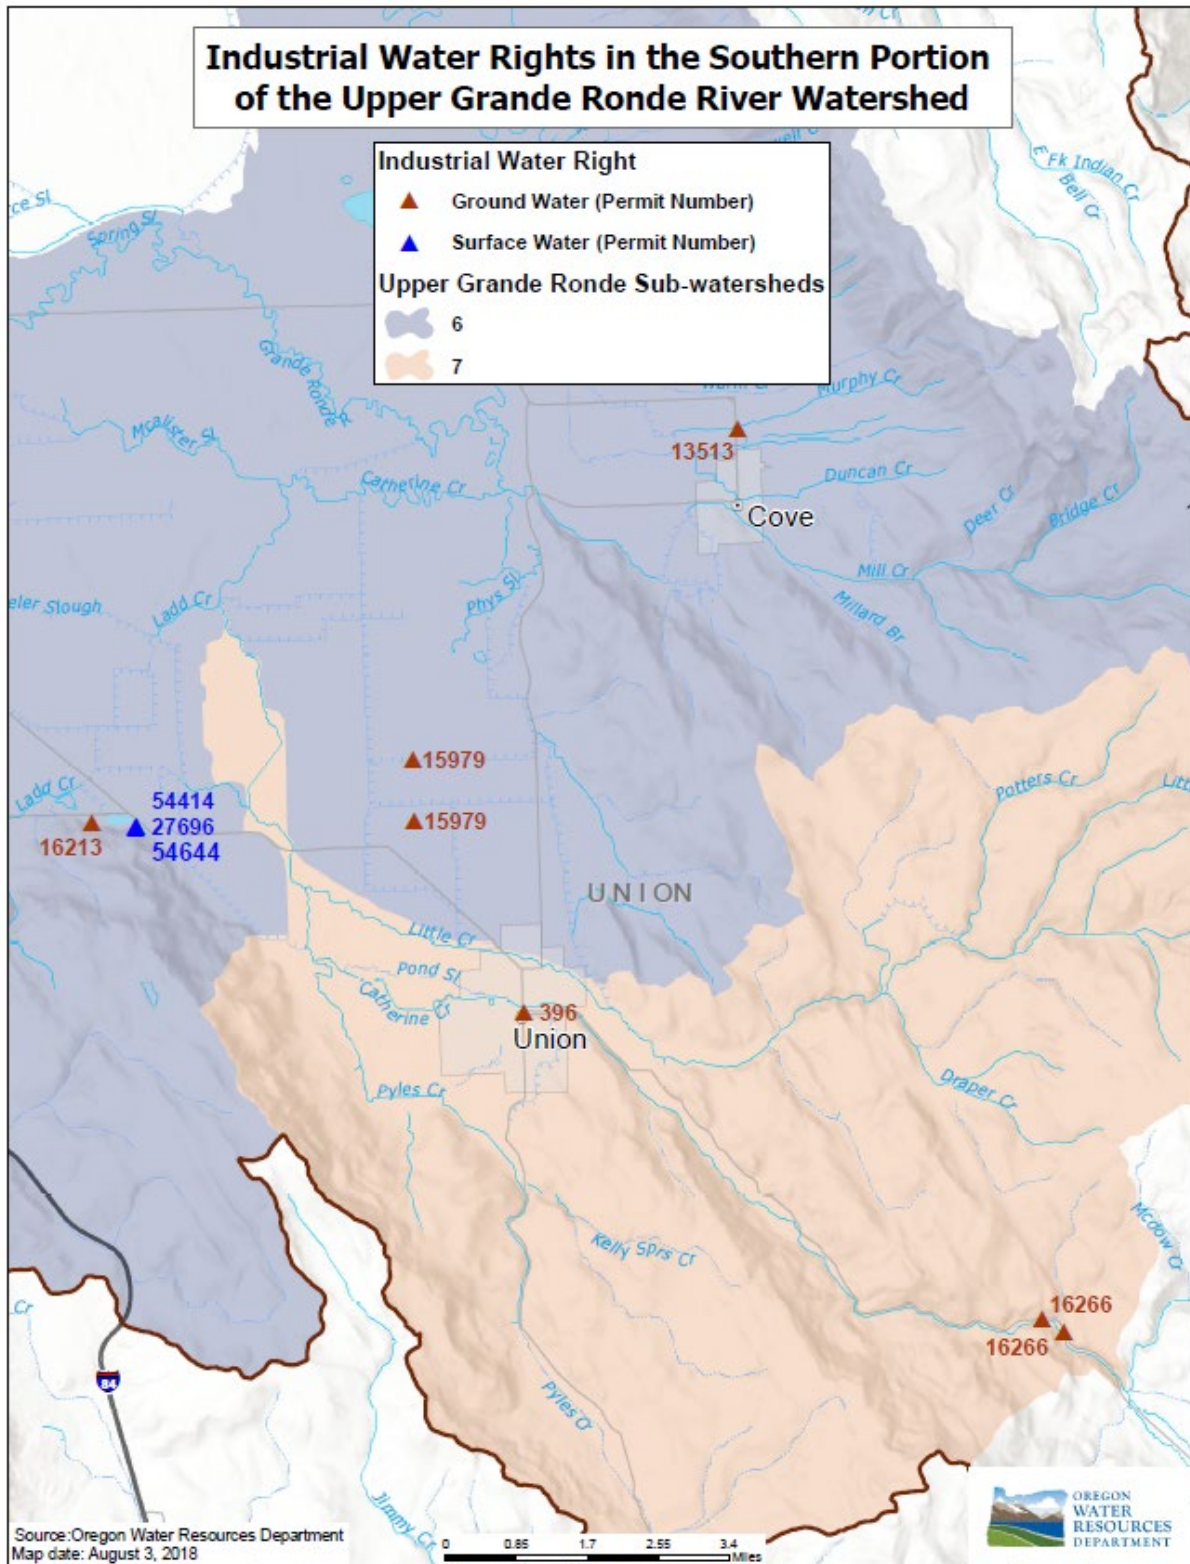 Industrial Water Rights in the Southern Portion
of the Upper Grande Ronde River Watershed
Industrial Water Right
Ground Water (Permit Number)
Surface Water (Permit Number)
Upper Grande Ronde Sub-watersheds
6
7
E Fk Indian Cr
Bell Cr
Spring Sl
Grande Ronde R
Mcalister Sl
Murphy Cr
13513
Catherine Cr
Duncan Cr
Deer Cr
Bridge Cr
Cove
Mill Cr
Phys Sl
Millard Br
Ladd Cr
Slough
15979
Potters Cr
Ladd Cr
54414
27696
54644
15979
16213
UNION
Little Cr
Pond Sl
Catherine
396
Union
Pyles Cr
Draper Cr
Mcdow Cr
Kelly Sprs Cr
16266
16266
Cr
84
Pyles Cr
Jimmy Cr
OREGON
WATER
RESOURCES
DEPARTMENT
Source:Oregon Water Resources Department
Map date: August 3, 2018
0 0.85 1.7 2.55 3.4
Miles